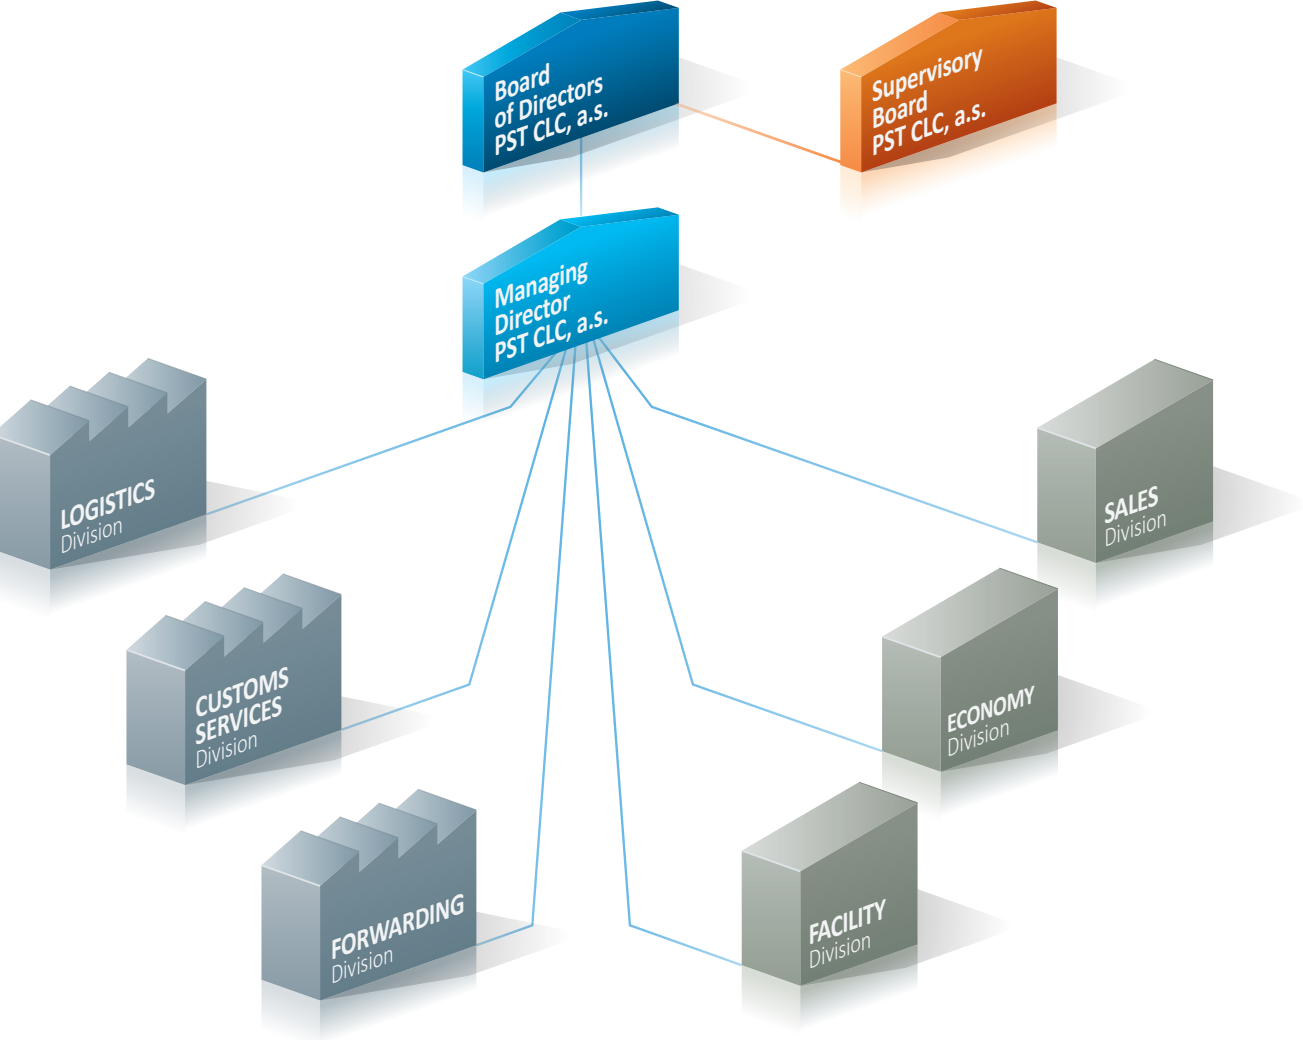 Board
of Directors
PST CLC, a.s.
Supervisory
Board
PST CLC, a.s.
Managing
Director
PST CLC, a.s.
LOGISTICS
Division
SALES
Division
CUSTOMS
SERVICES
Division
ECONOMY
Division
FORWARDING
Division
FACILITY
Division